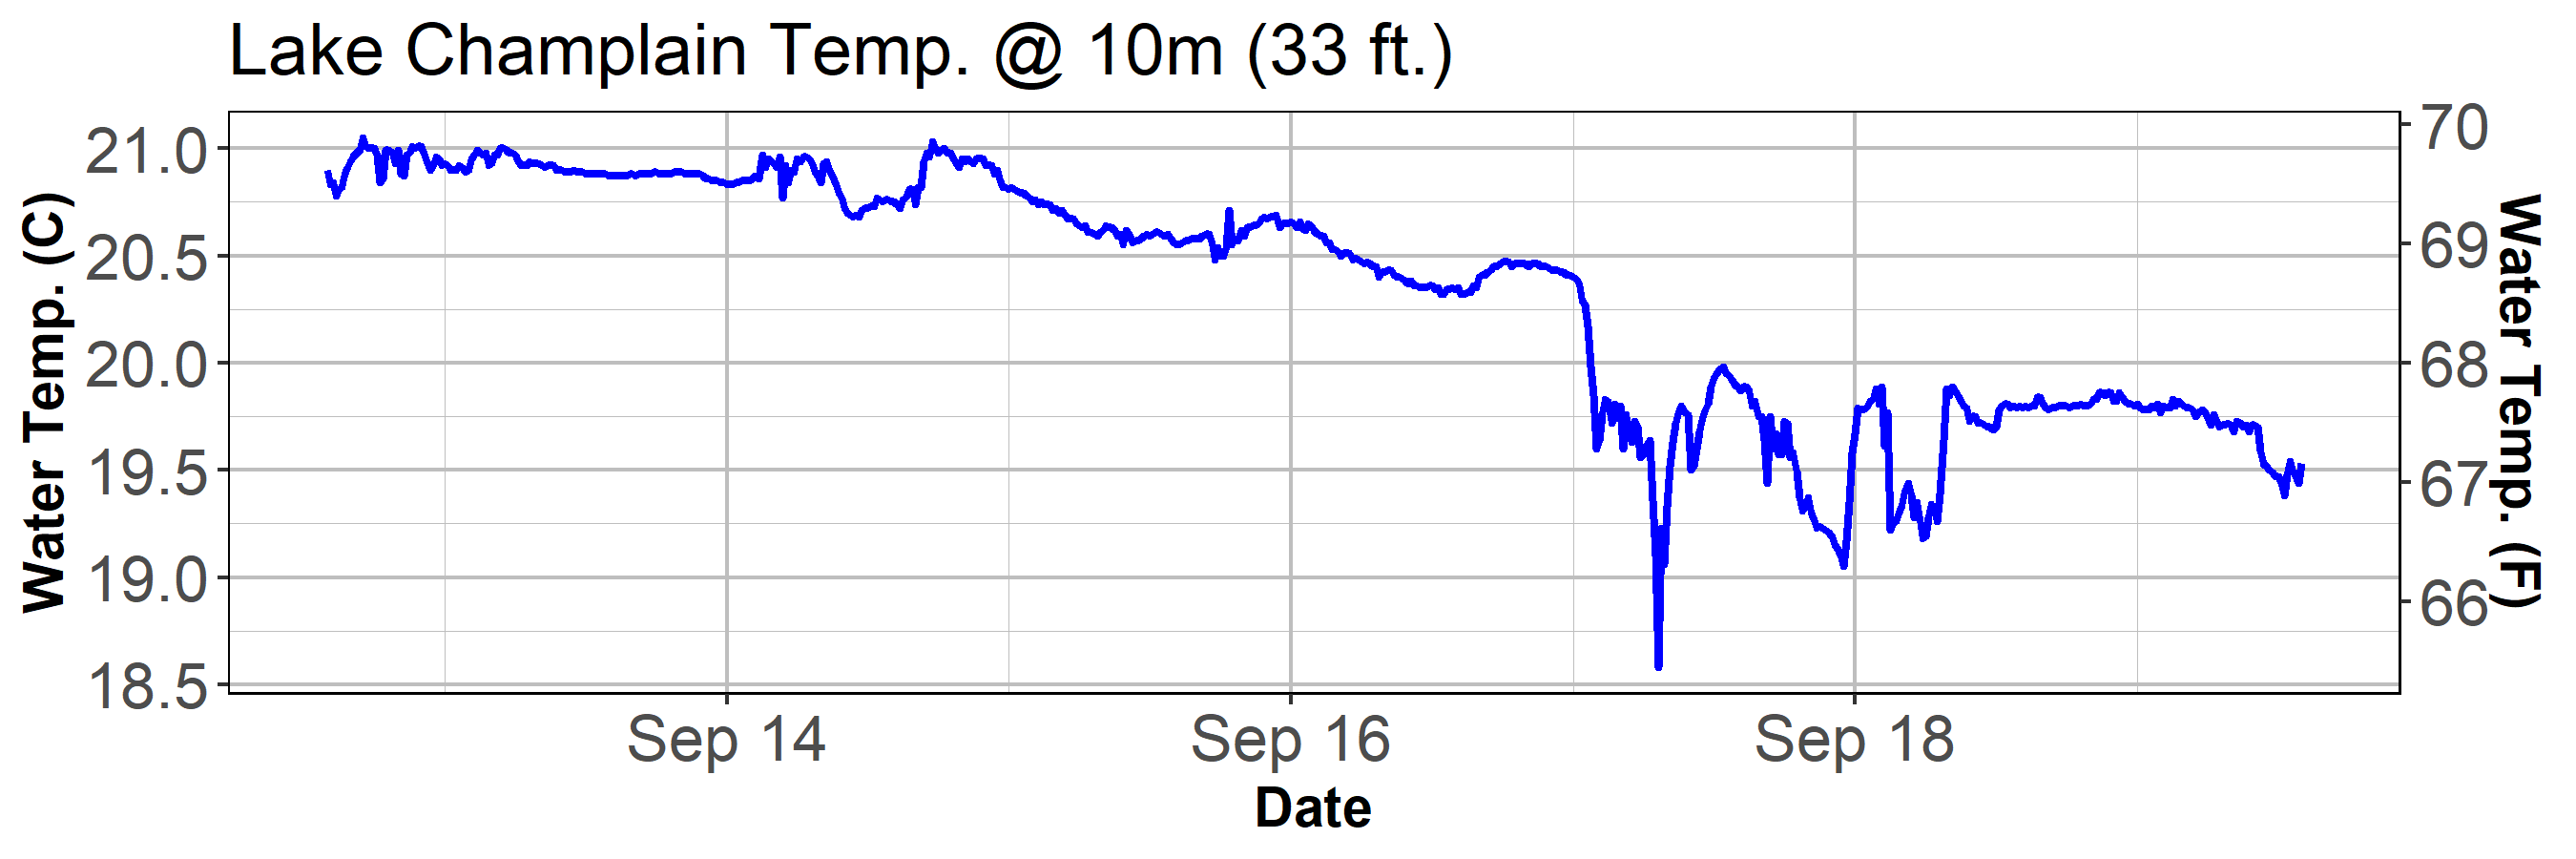 Lake Champlain Temp. @ 10m (33 ft.)
Water Temp. (C)
21.0
20.5
20.0
19.5
19.0
18.5
70
69
68
67
66
Water Temp. (F)
Sep 14
Sep 16
Sep 18
Date